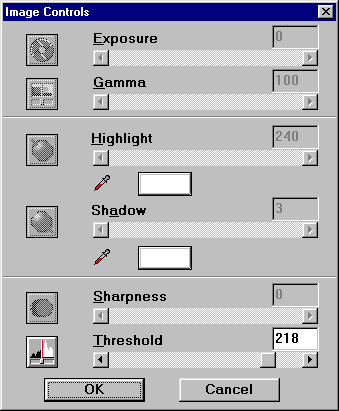 Image Controls
Exposure 0
Gamma 100
Highlight 240
Shadow 3
Sharpness 0
Threshold 218
OK Cancel